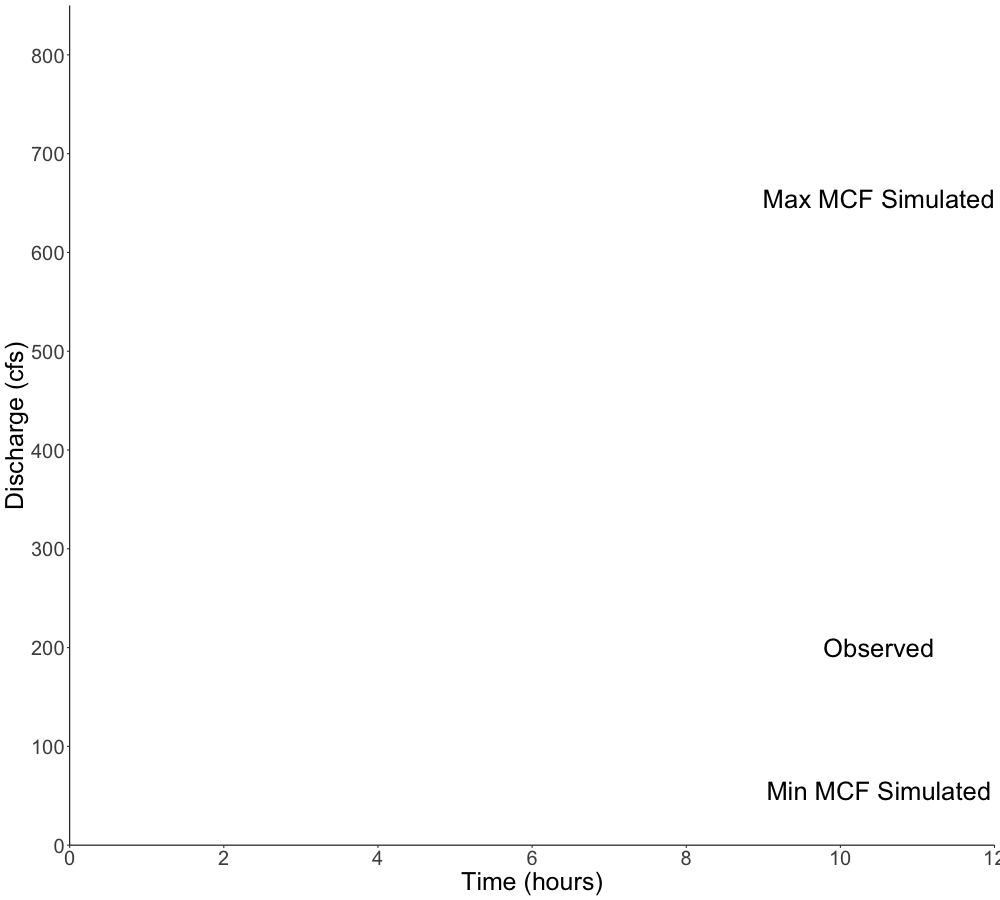 800
700
Max MCF Simulated
600
500
Discharge (cfs)
400
300
200
Observed
100
Min MCF Simulated
0
0 2 4 6 8 10 12
Time (hours)